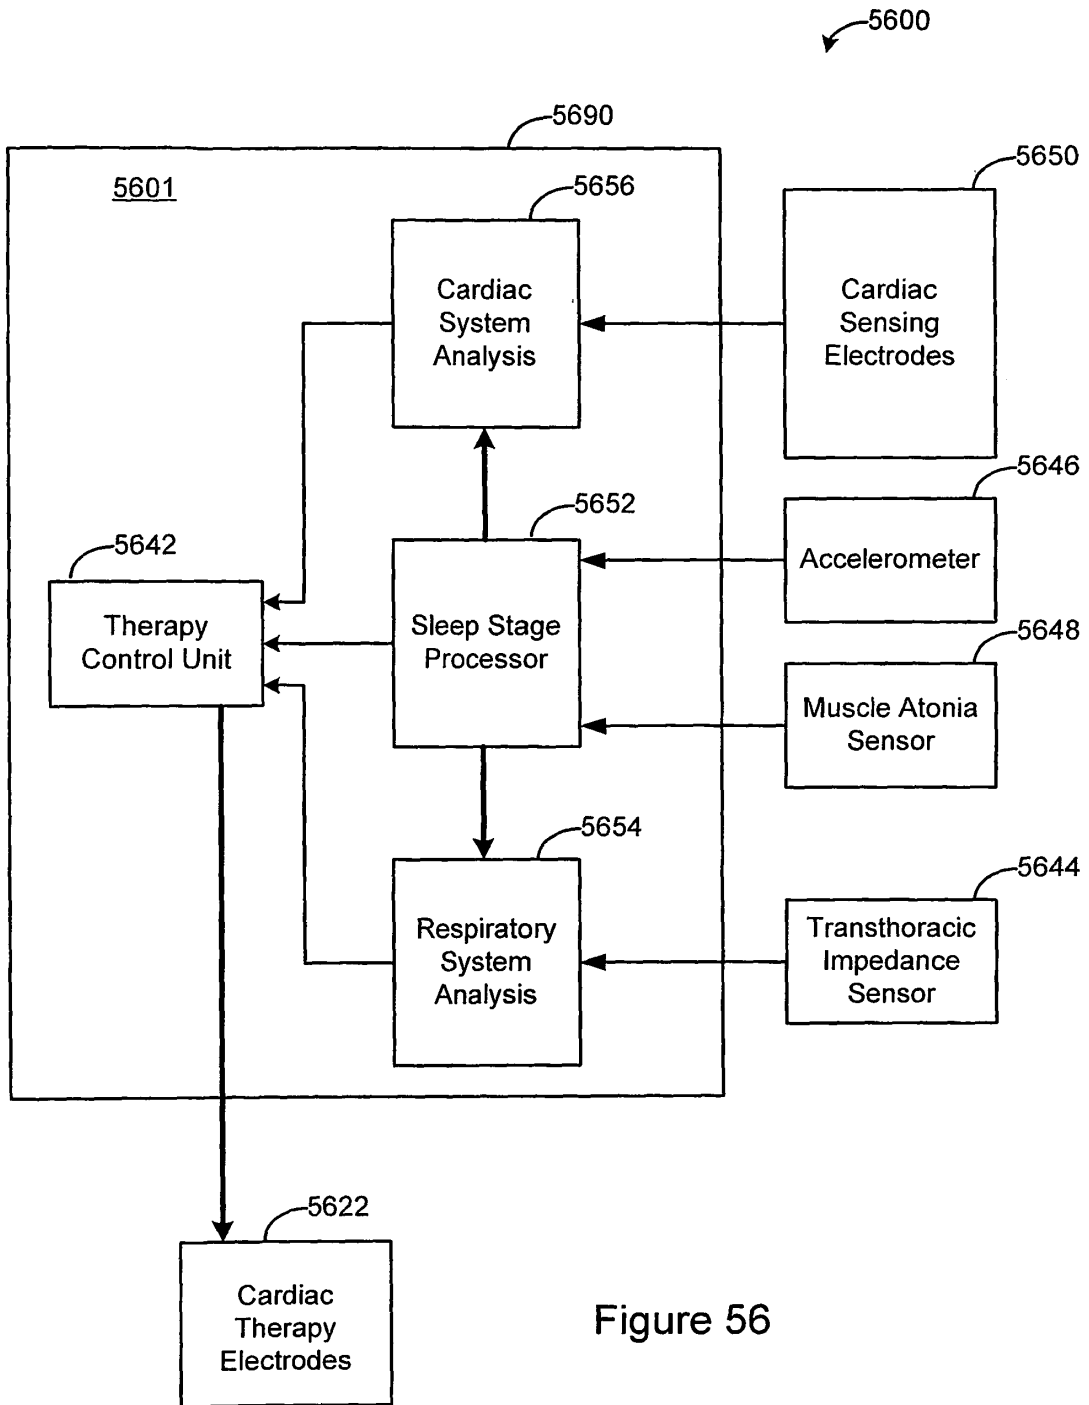 5600
5690
5650
5601
5656
Cardiac
System
Analysis
Cardiac
Sensing
Electrodes
5646
5652
Accelerometer
5642
Therapy
Control Unit
Sleep Stage
Processor
5648
Muscle Atonia
Sensor
5654
5644
Respiratory
System
Analysis
Transthoracic
Impedance
Sensor
5622
Cardiac
Therapy
Electrodes
Figure 56